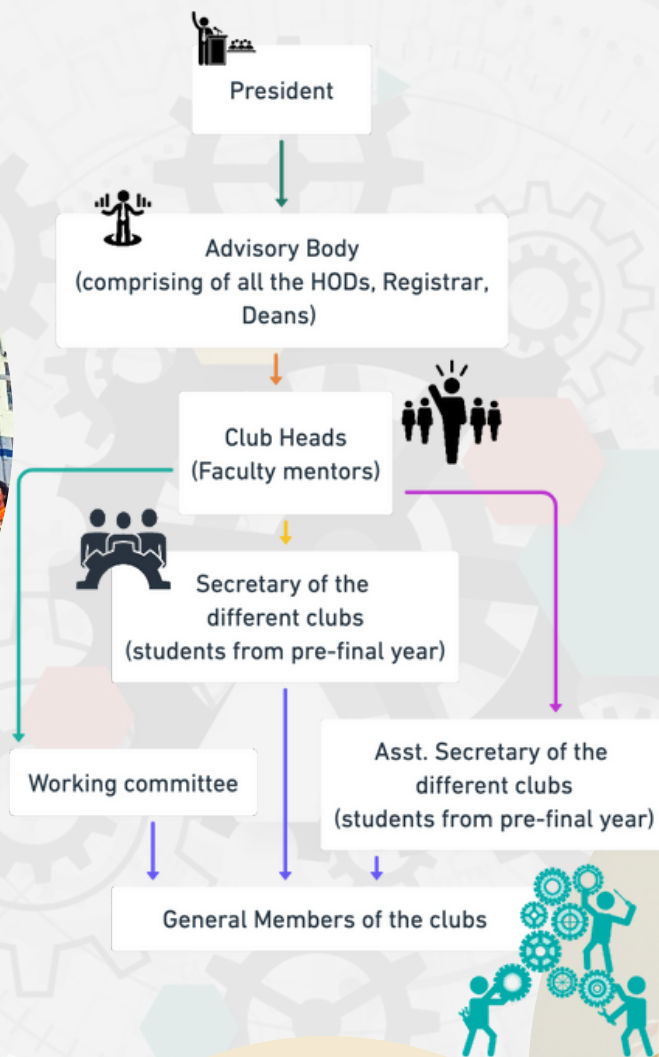 President
Advisory Body
(comprising of all the HODs, Registrar,
Deans)
Club Heads
(Faculty mentors)
Secretary of the
different clubs
(students from pre-final year)
Working committee
Asst. Secretary of the
different clubs
(students from pre-final year)
General Members of the clubs